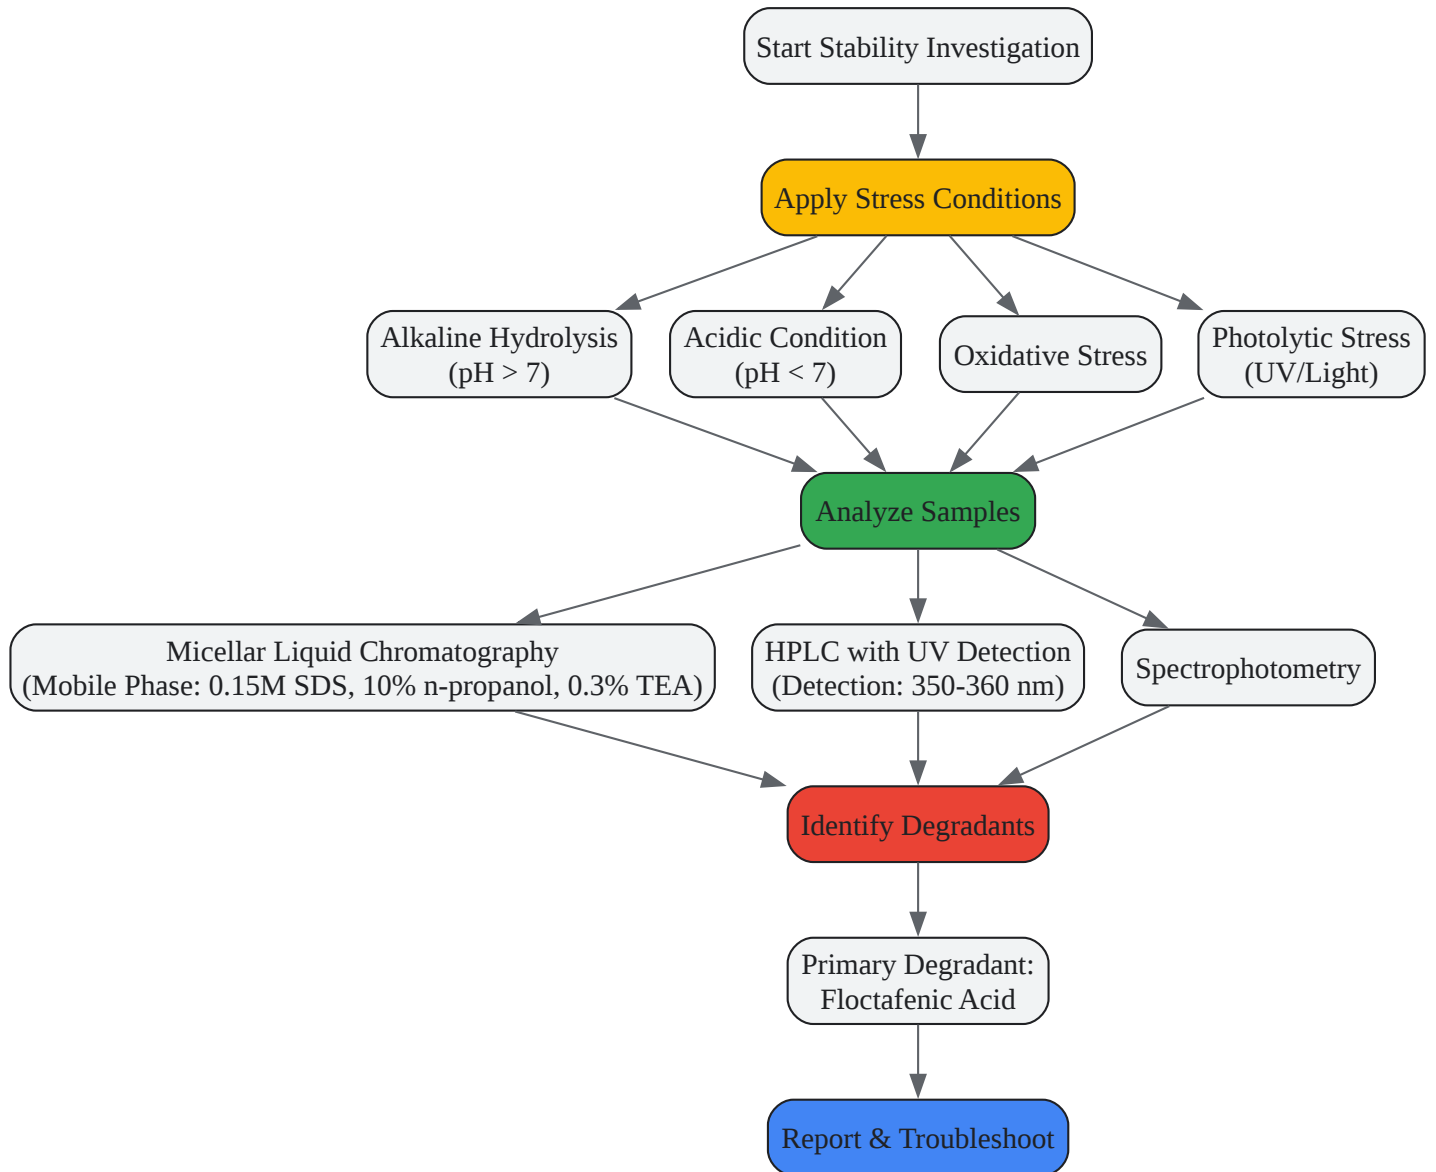 Start Stability Investigation
Apply Stress Conditions
Alkaline Hydrolysis
(pH > 7)
Acidic Condition
(pH < 7)
Oxidative Stress
Photolytic Stress
(UV/Light)
Analyze Samples
Micellar Liquid Chromatography
(Mobile Phase: 0.15M SDS, 10% n-propanol, 0.3% TEA)
HPLC with UV Detection
(Detection: 350-360 nm)
Spectrophotometry
Identify Degradants
Primary Degradant:
Floctafenic Acid
Report & Troubleshoot